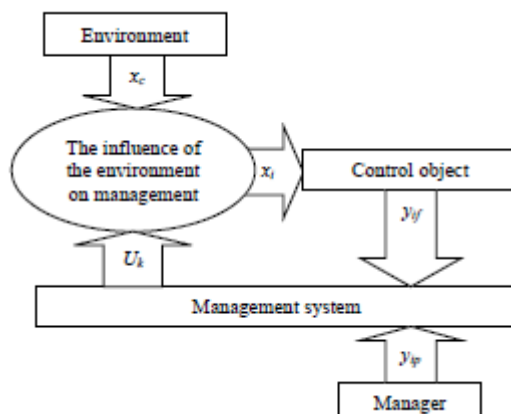 Environment
x_c
The influence of
the environment
on management
x_i
Control object
y_if
U_k
Management system
y_ip
Manager